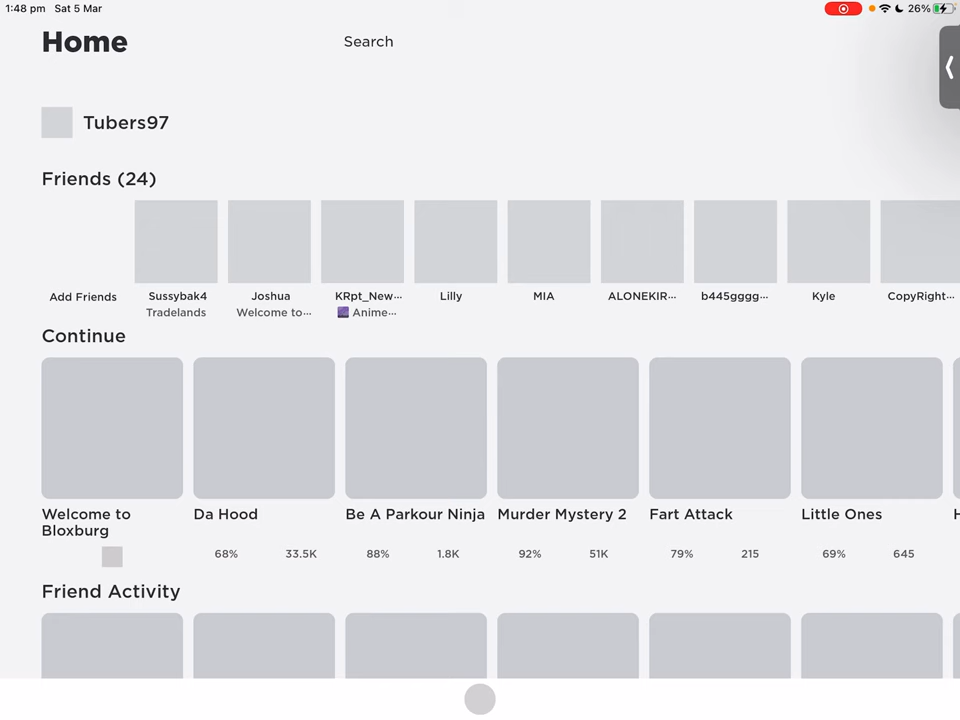 1:48 pm Sat 5 Mar 26%
Home Search
Tubers97
Friends (24)
Add Friends Sussybak4 Joshua KRpt_New... Lilly MIA ALONEKIR... b445gggg... Kyle CopyRight...
Tradelands Welcome to... Anime...
Continue
Welcome to Bloxburg Da Hood Be A Parkour Ninja Murder Mystery 2 Fart Attack Little Ones H
68% 33.5K 88% 1.8K 92% 51K 79% 215 69% 645
Friend Activity